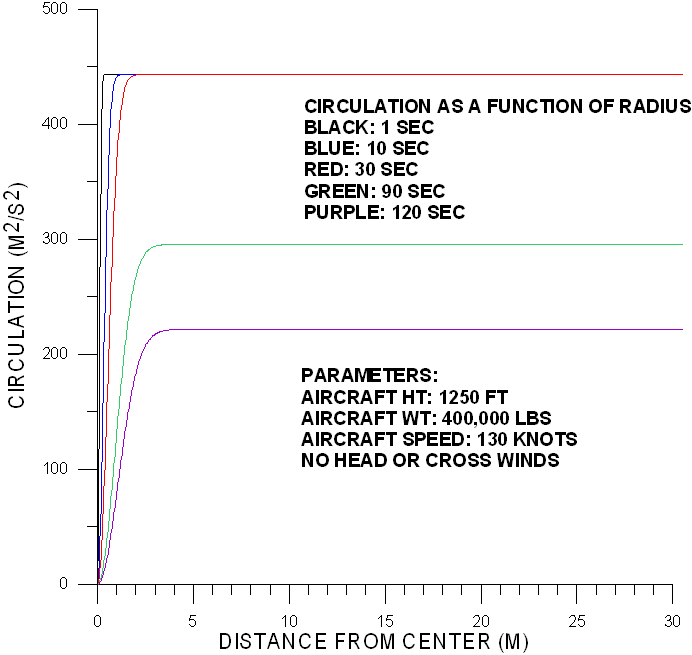 500
400
300
200
100
0
CIRCULATION (M²/S²)
CIRCULATION AS A FUNCTION OF RADIUS
BLACK: 1 SEC
BLUE: 10 SEC
RED: 30 SEC
GREEN: 90 SEC
PURPLE: 120 SEC
PARAMETERS:
AIRCRAFT HT: 1250 FT
AIRCRAFT WT: 400,000 LBS
AIRCRAFT SPEED: 130 KNOTS
NO HEAD OR CROSS WINDS
0 5 10 15 20 25 30
DISTANCE FROM CENTER (M)